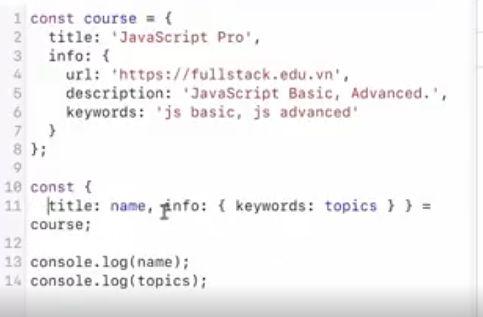 1 const course = {
2 title: 'JavaScript Pro',
3 info: {
4 url: 'https://fullstack.edu.vn',
5 description: 'JavaScript Basic, Advanced.',
6 keywords: 'js basic, js advanced'
7 }
8 };
9
10 const {
11 title: name, info: { keywords: topics } } =
course;
12
13 console.log(name);
14 console.log(topics);